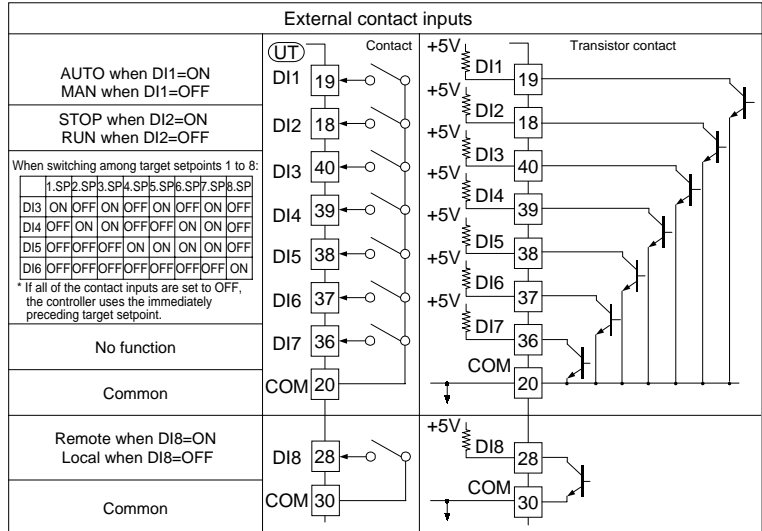 External contact inputs
AUTO when DI1=ON
MAN when DI1=OFF
STOP when DI2=ON
RUN when DI2=OFF
When switching among target setpoints 1 to 8:
1.SP 2.SP 3.SP 4.SP 5.SP 6.SP 7.SP 8.SP
DI3 ON OFF ON OFF ON OFF ON OFF
DI4 OFF ON ON OFF OFF ON ON OFF
DI5 OFF OFF OFF ON ON ON ON OFF
DI6 OFF OFF OFF OFF OFF OFF OFF ON
* If all of the contact inputs are set to OFF,
the controller uses the immediately
preceding target setpoint.
No function
Common
Remote when DI8=ON
Local when DI8=OFF
Common
UT Contact
DI1 19
DI2 18
DI3 40
DI4 39
DI5 38
DI6 37
DI7 36
COM 20
DI8 28
COM 30
+5V Transistor contact
DI1 19
+5V
DI2 18
+5V
DI3 40
+5V
DI4 39
+5V
DI5 38
+5V
DI6 37
+5V
DI7 36
COM 20
+5V
DI8 28
COM 30